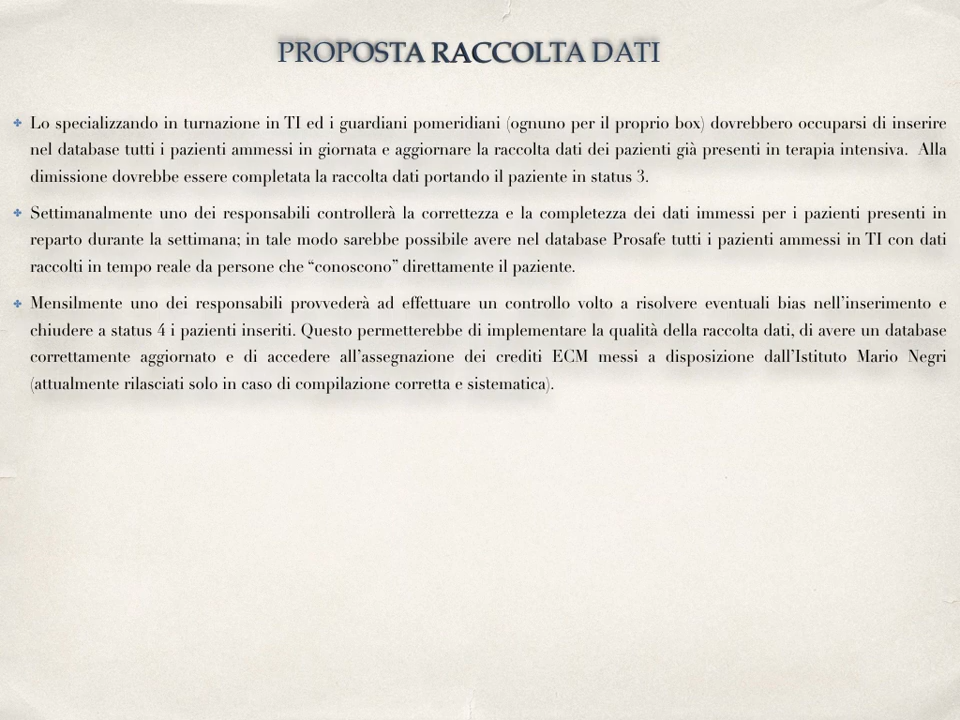 PROPOSTA RACCOLTA DATI
Lo specializzando in turnazione in TI ed i guardiani pomeridiani (ognuno per il proprio box) dovrebbero occuparsi di inserire
nel database tutti i pazienti ammessi in giornata e aggiornare la raccolta dati dei pazienti già presenti in terapia intensiva. Alla
dimissione dovrebbe essere completata la raccolta dati portando il paziente in status 3.
Settimanalmente uno dei responsabili controllerà la correttezza e la completezza dei dati immessi per i pazienti presenti in
reparto durante la settimana; in tale modo sarebbe possibile avere nel database Prosafe tutti i pazienti ammessi in TI con dati
raccolti in tempo reale da persone che “conoscono” direttamente il paziente.
Mensilmente uno dei responsabili provvederà ad effettuare un controllo volto a risolvere eventuali bias nell’inserimento e
chiudere a status 4 i pazienti inseriti. Questo permetterebbe di implementare la qualità della raccolta dati, di avere un database
correttamente aggiornato e di accedere all’assegnazione dei crediti ECM messi a disposizione dall’Istituto Mario Negri
(attualmente rilasciati solo in caso di compilazione corretta e sistematica).